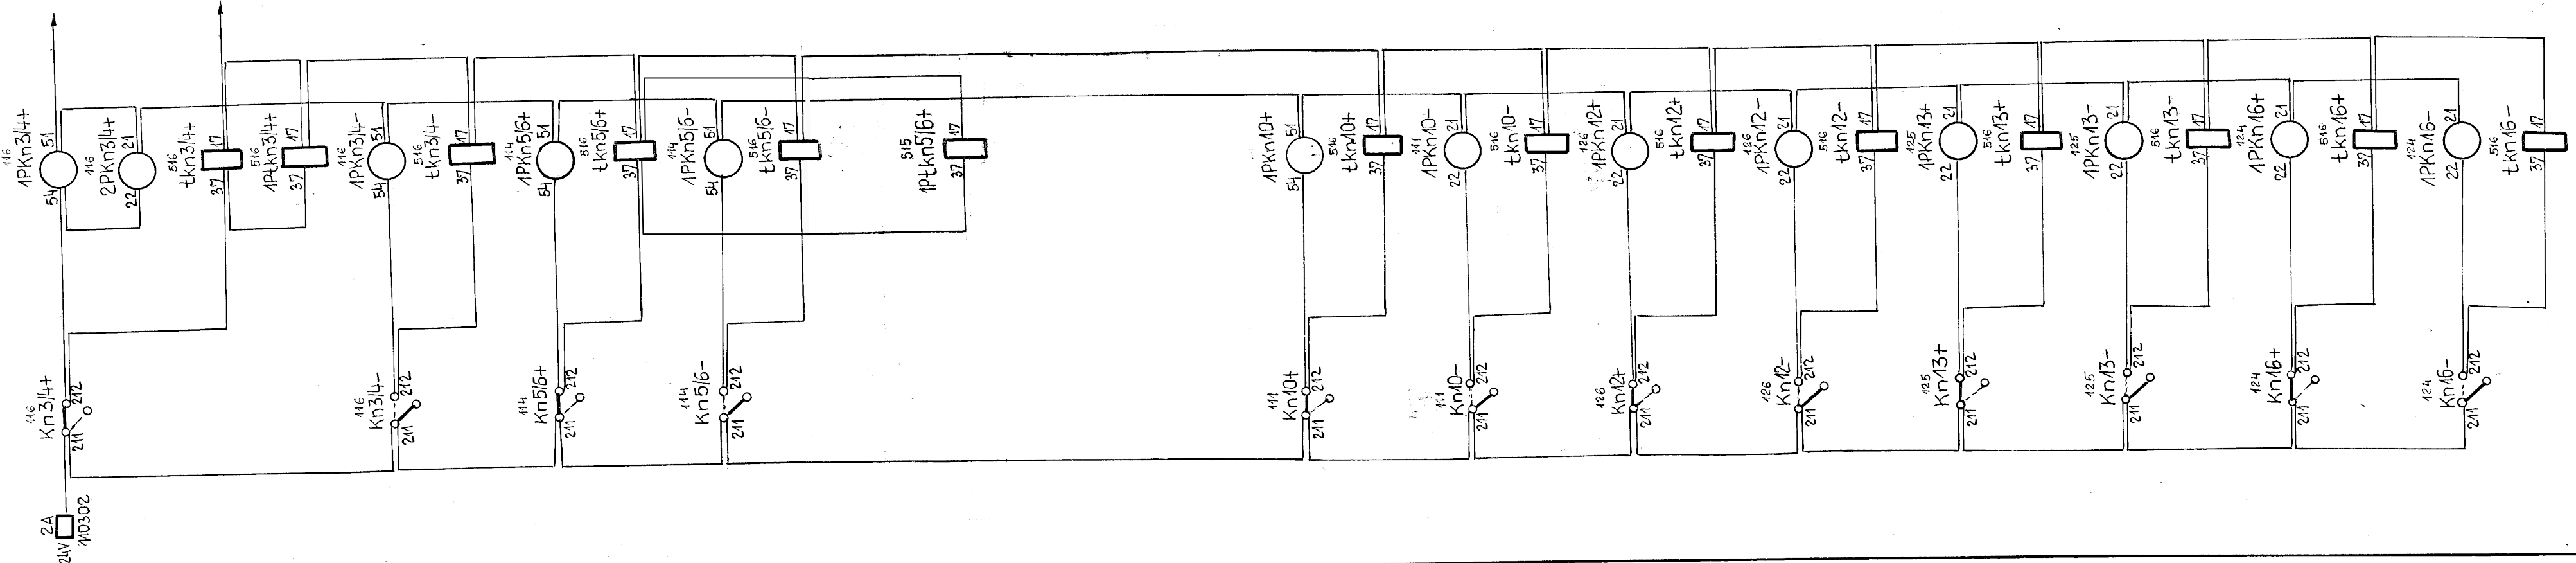 116
1PKn3/4+
51
54
116
2PKn3/4+
21
22
516
tkn3/4+
17
37
516
1Ptkn3/4+
17
37
116
1PKn3/4-
51
54
516
tkn3/4-
17
37
114
1PKn5/6+
51
54
516
tkn5/6+
17
37
114
1PKn5/6-
51
54
516
tkn5/6-
17
37
515
1Ptkn5/6+
17
37
1PKn10+
51
54
516
tkn10+
17
37
111
1PKn10-
21
22
516
tkn10-
17
37
126
1PKn12+
21
22
516
tkn12+
17
37
126
1PKn12-
21
22
516
tkn12-
17
37
125
1PKn13+
21
22
516
tkn13+
17
37
125
1PKn13-
21
22
516
tkn13-
17
37
124
1PKn16+
21
22
516
tkn16+
17
37
124
1PKn16-
21
22
516
tkn16-
17
37
116
Kn3/4+
212
211
116
Kn3/4-
212
211
114
Kn5/6+
212
211
114
Kn5/6-
212
211
111
Kn10+
212
211
111
Kn10-
212
211
126
Kn12+
212
211
126
Kn12-
212
211
125
Kn13+
212
211
125
Kn13-
212
211
124
Kn16+
212
211
124
Kn16-
212
211
2A
24V
110302